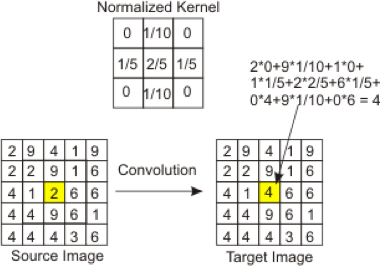 Normalized Kernel
0 1/10 0
1/5 2/5 1/5
0 1/10 0
2*0+9*1/10+1*0+
1*1/5+2*2/5+6*1/5+
0*4+9*1/10+0*6 = 4
2 9 4 1 9
2 2 9 1 6
4 1 2 6 6
4 4 9 6 1
4 4 4 3 6
Source Image
Convolution
2 9 4 1 9
2 2 9 1 6
4 1 4 6 6
4 4 9 6 1
4 4 4 3 6
Target Image